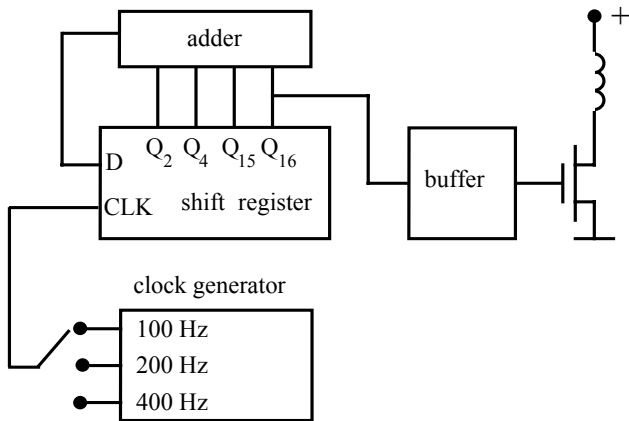 +
adder
Q2 Q4 Q15 Q16
D
buffer
CLK shift register
clock generator
100 Hz
200 Hz
400 Hz